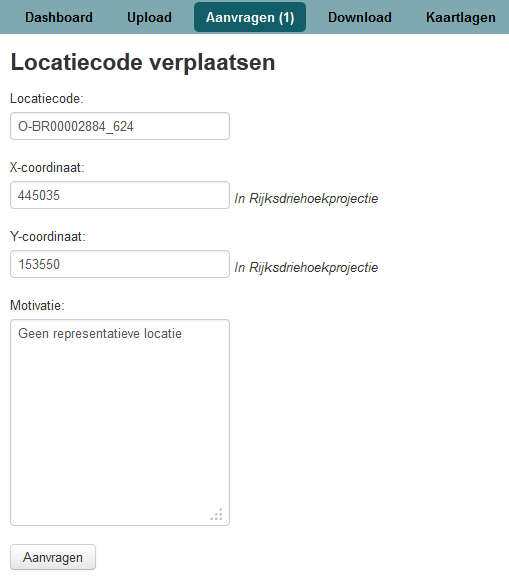 Dashboard Upload Aanvragen (1) Download Kaartlagen
Locatiecode verplaatsen
Locatiecode:
O-BR00002884_624
X-coordinaat:
445035 In Rijksdriehoekprojectie
Y-coordinaat:
153550 In Rijksdriehoekprojectie
Motivatie:
Geen representatieve locatie
Aanvragen